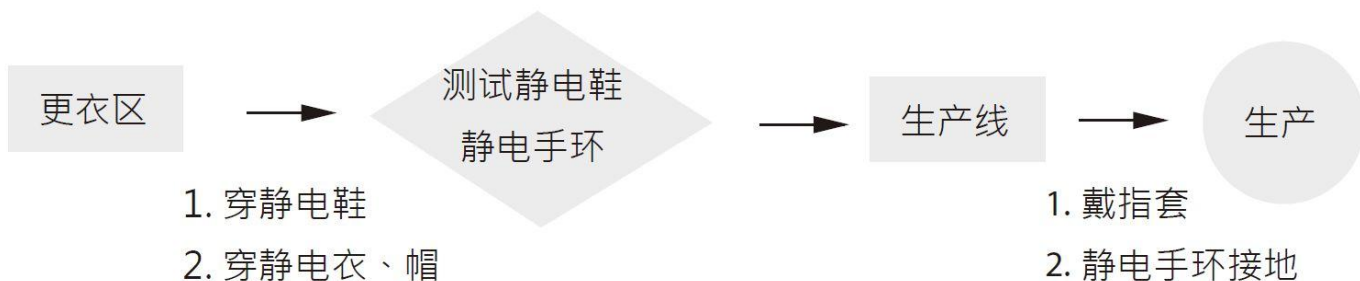 更衣区
测试静电鞋
静电手环
生产线
生产
1. 穿静电鞋
2. 穿静电衣、帽
1. 戴指套
2. 静电手环接地